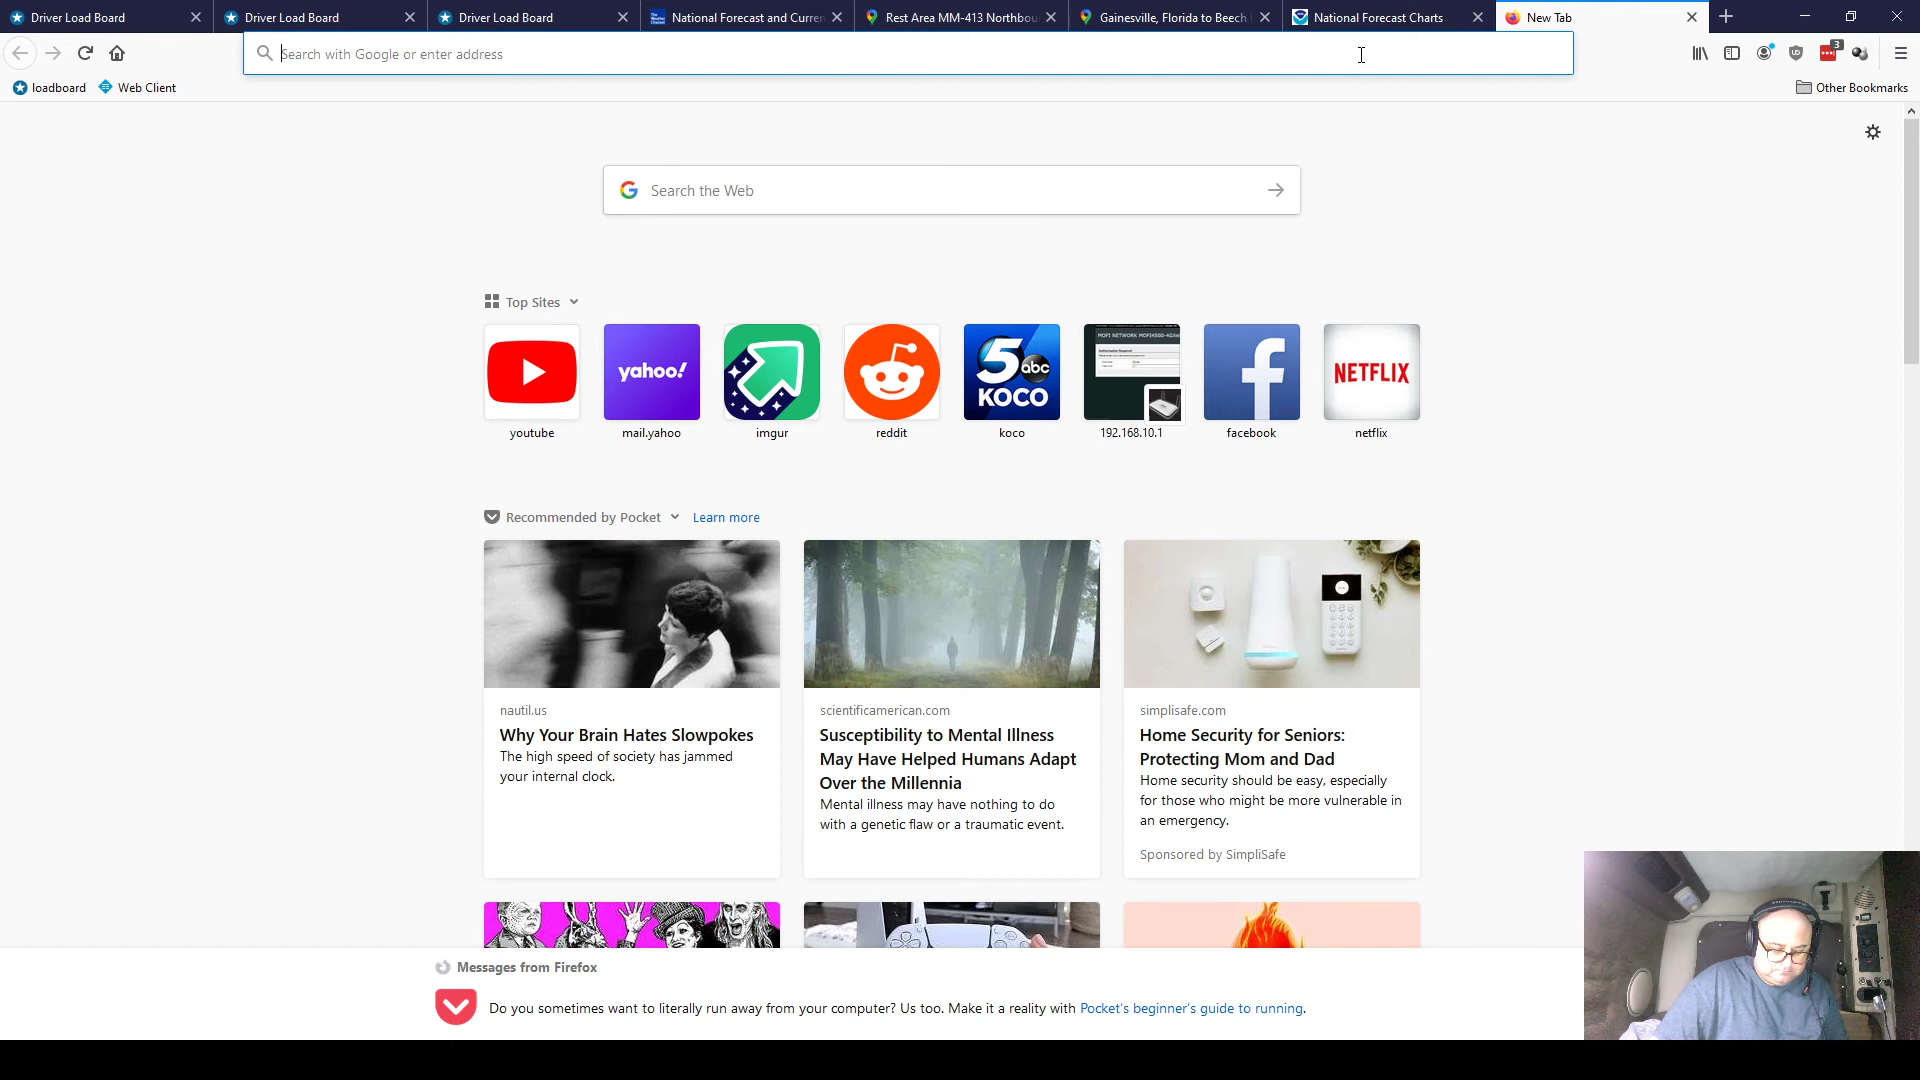 Driver Load Board
Driver Load Board
Driver Load Board
National Forecast and Curren
Rest Area MM-413 Northbou
Gainesville, Florida to Beech
National Forecast Charts
New Tab
Search with Google or enter address
3
loadboard
Web Client
Other Bookmarks
Search the Web
Top Sites
yahoo!
5 abc
KOCO
MOFI NETWORK
NETFLIX
youtube
mail.yahoo
imgur
reddit
koco
192.168.10.1
facebook
netflix
Recommended by Pocket
Learn more
nautil.us
Why Your Brain Hates Slowpokes
The high speed of society has jammed
your internal clock.
scientificamerican.com
Susceptibility to Mental Illness
May Have Helped Humans Adapt
Over the Millennia
Mental illness may have nothing to do
with a genetic flaw or a traumatic event.
simplisafe.com
Home Security for Seniors:
Protecting Mom and Dad
Home security should be easy, especially
for those who might be more vulnerable in
an emergency.
Sponsored by SimpliSafe
Messages from Firefox
Do you sometimes want to literally run away from your computer? Us too. Make it a reality with Pocket's beginner's guide to running.